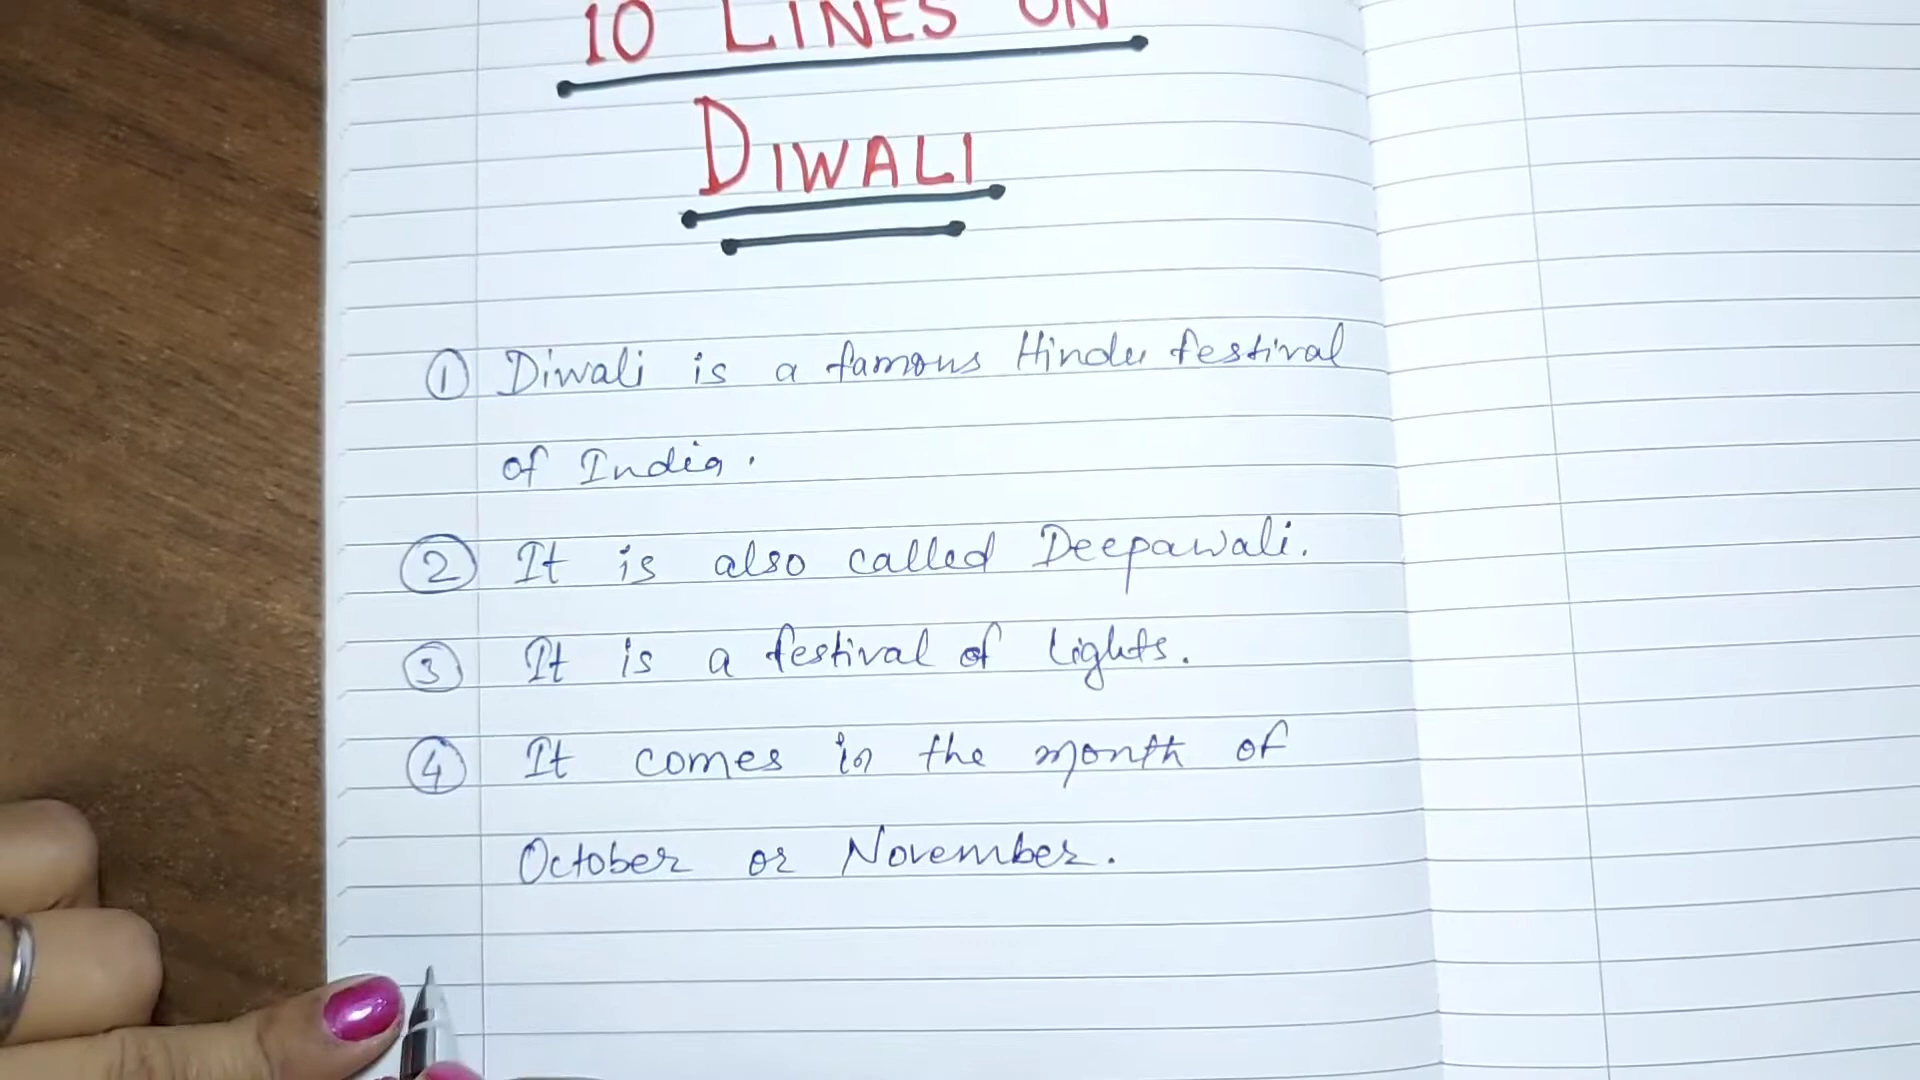 10 LINES ON
DIWALI
① Diwali is a famous Hindu festival
of India.
② It is also called Deepawali.
③ It is a festival of lights.
④ It comes in the month of
October or November.